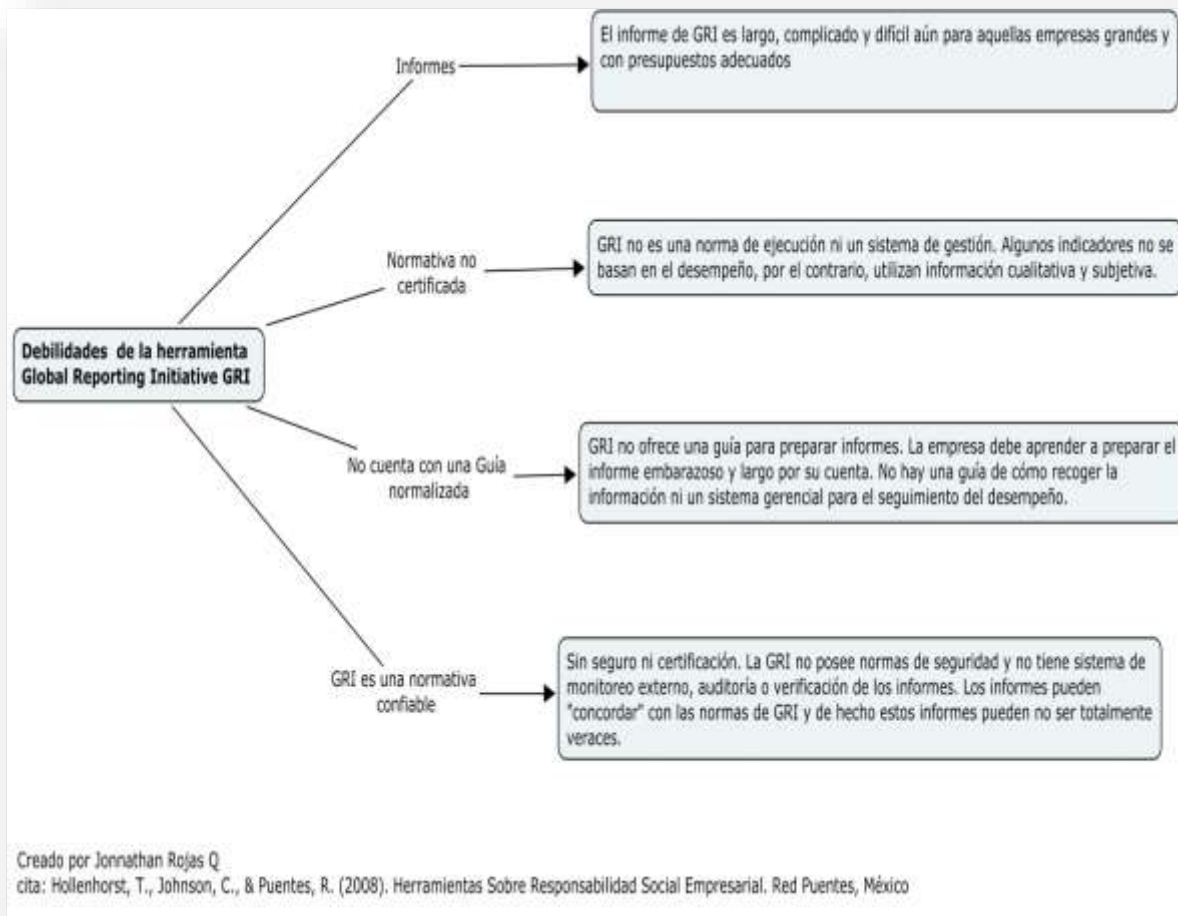 Informes
El informe de GRI es largo, complicado y difícil aún para aquellas empresas grandes y
con presupuestos adecuados
Normativa no
certificada
GRI no es una norma de ejecución ni un sistema de gestión. Algunos indicadores no se
basan en el desempeño, por el contrario, utilizan información cualitativa y subjetiva.
Debilidades de la herramienta
Global Reporting Initiative GRI
No cuenta con una Guía
normalizada
GRI no ofrece una guía para preparar informes. La empresa debe aprender a preparar el
informe embarazoso y largo por su cuenta. No hay una guía de cómo recoger la
información ni un sistema gerencial para el seguimiento del desempeño.
GRI es una normativa
confiable
Sin seguro ni certificación. La GRI no posee normas de seguridad y no tiene sistema de
monitoreo externo, auditoría o verificación de los informes. Los informes pueden
"concordar" con las normas de GRI y de hecho estos informes pueden no ser totalmente
veraces.
Creado por Jonnathan Rojas Q
cita: Hollenhorst, T., Johnson, C., & Puentes, R. (2008). Herramientas Sobre Responsabilidad Social Empresarial. Red Puentes, México